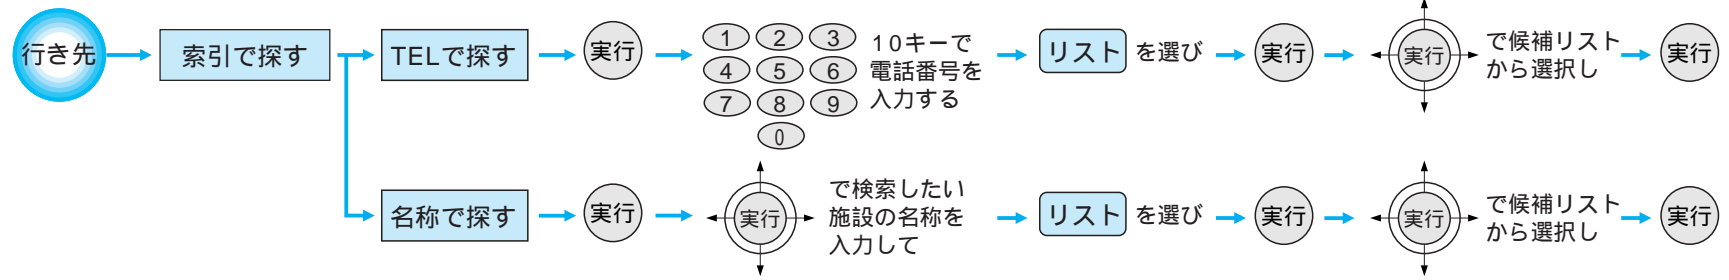 行き先
索引で探す
TELで探す
実行
1 2 3
4 5 6
7 8 9
0
10キーで
電話番号を
入力する
リスト を選び
実行
実行
で候補リスト
から選択し
実行
名称で探す
実行
実行
で検索したい
施設の名称を
入力して
リスト を選び
実行
実行
で候補リスト
から選択し
実行